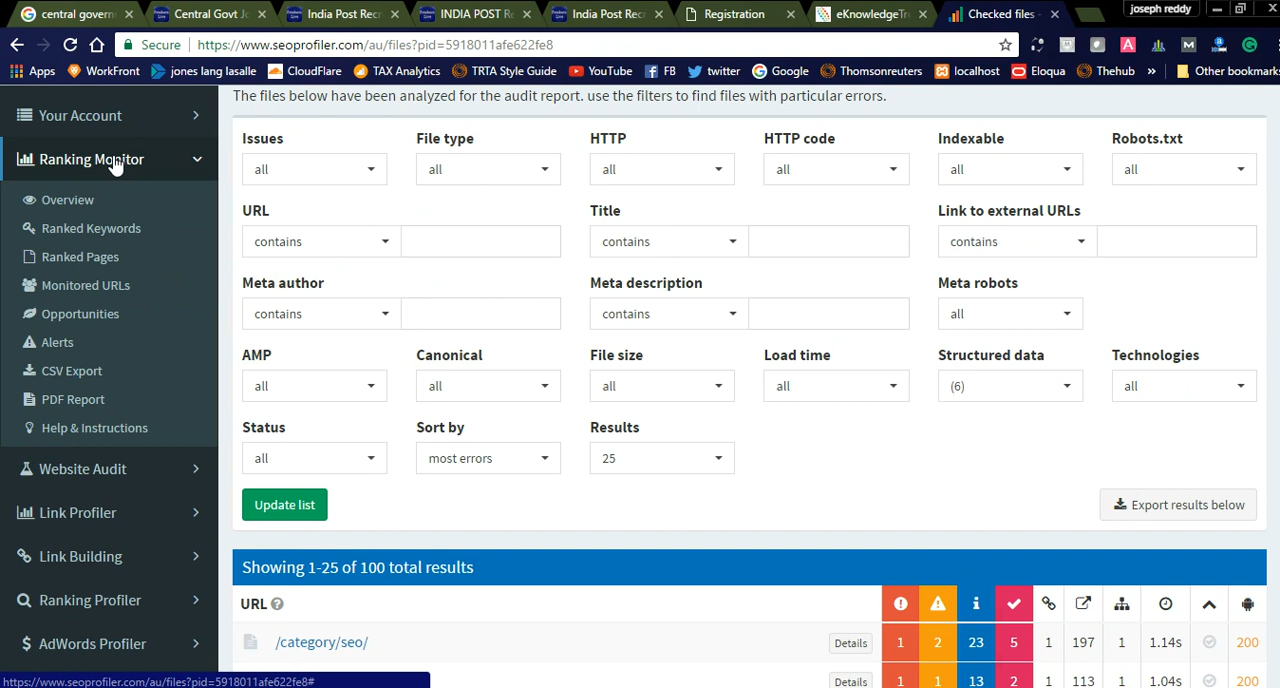 central govern
Central Govt J
India Post Rec
INDIA POST R
India Post Rec
Registration
eKnowledgeTr
Checked files -
joseph reddy
Secure
https://www.seoprofiler.com/au/files?pid=5918011afe622fe8
Apps
WorkFront
jones lang lasalle
CloudFlare
TAX Analytics
TRTA Style Guide
YouTube
FB
twitter
Google
Thomsonreuters
localhost
Eloqua
Thehub
»
Other bookmarks
Your Account
Ranking Monitor
Overview
Ranked Keywords
Ranked Pages
Monitored URLs
Opportunities
Alerts
CSV Export
PDF Report
Help & Instructions
Website Audit
Link Profiler
Link Building
Ranking Profiler
AdWords Profiler
The files below have been analyzed for the audit report. use the filters to find files with particular errors.
Issues File type HTTP HTTP code Indexable Robots.txt
all all all all all all
URL Title Link to external URLs
contains contains contains
Meta author Meta description Meta robots
contains contains all
AMP Canonical File size Load time Structured data Technologies
all all all all (6) all
Status Sort by Results
all most errors 25
Update list
Export results below
Showing 1-25 of 100 total results
URL
/category/seo/ Details 1 2 23 5 1 197 1 1.14s 200
Details 1 1 13 2 1 113 1 1.04s 200
https://www.seoprofiler.com/au/files?pid=5918011afe622fe8#